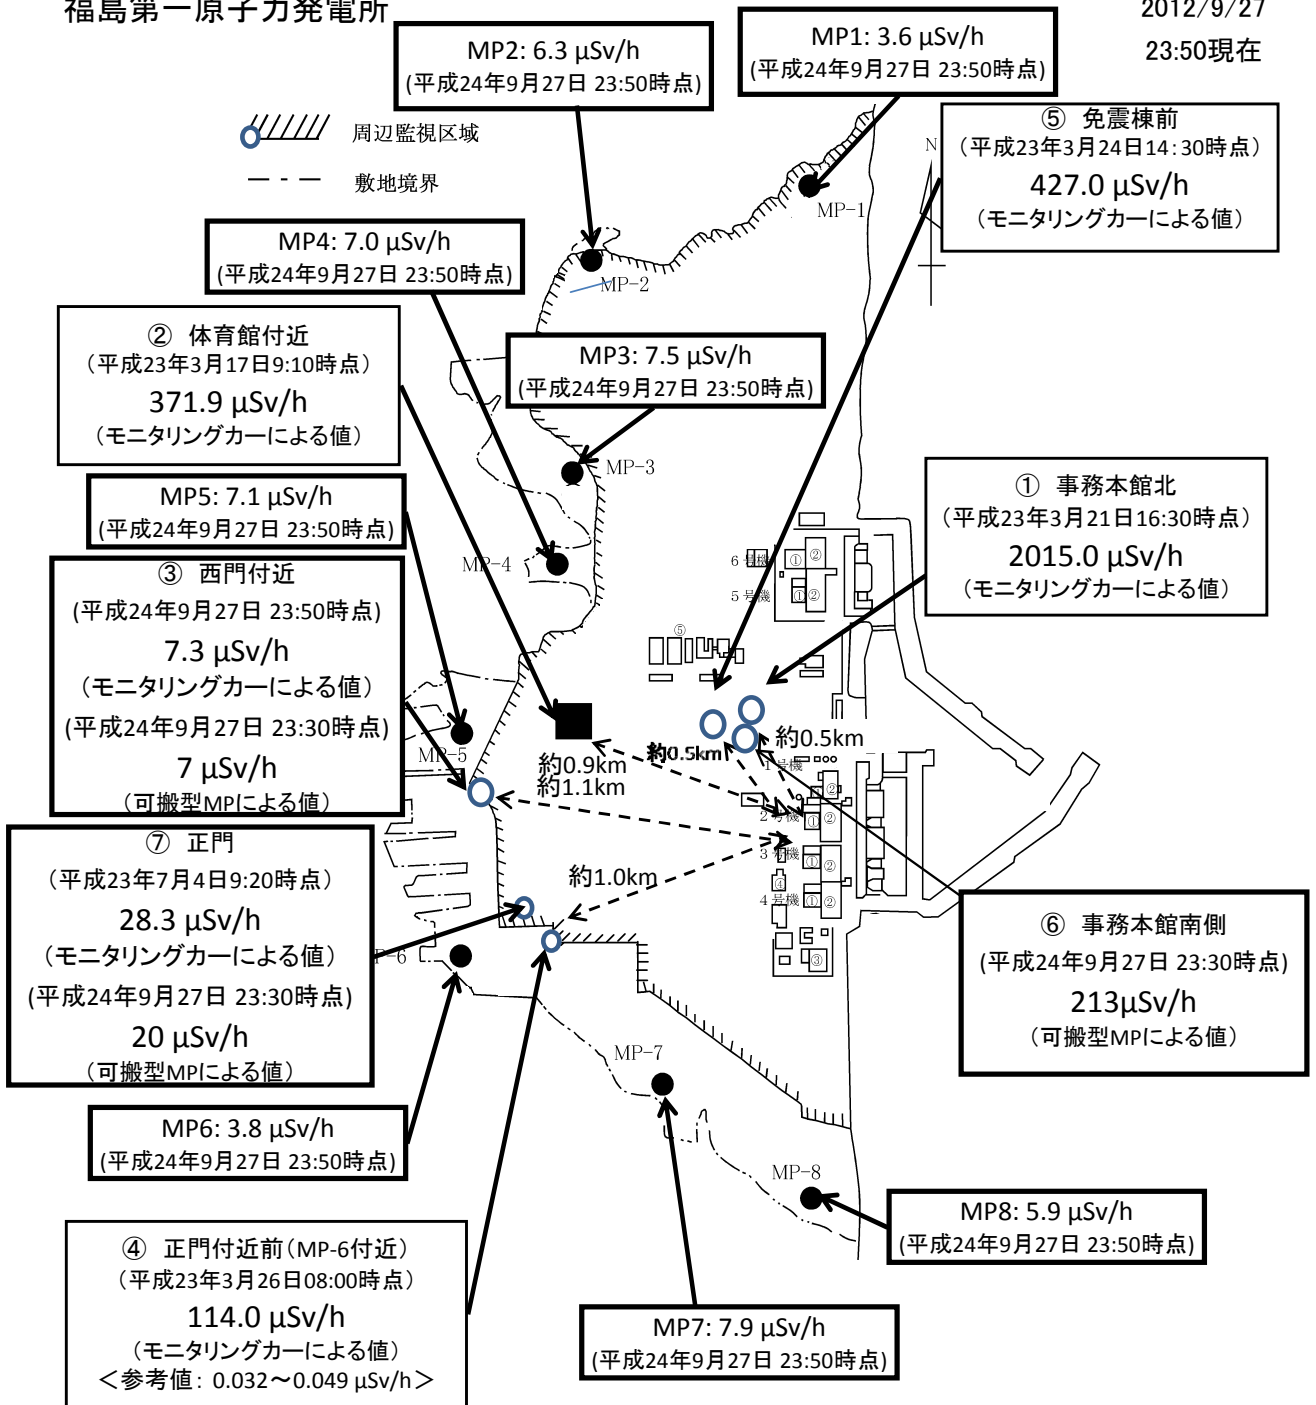 福島第一原子力発電所
2012/9/27
23:50現在
MP2: 6.3 μSv/h
(平成24年9月27日 23:50時点)
MP1: 3.6 μSv/h
(平成24年9月27日 23:50時点)
周辺監視区域
敷地境界
⑤ 免震棟前
(平成23年3月24日14:30時点)
427.0 μSv/h
(モニタリングカーによる値)
N
MP-1
MP4: 7.0 μSv/h
(平成24年9月27日 23:50時点)
MP-2
② 体育館付近
(平成23年3月17日9:10時点)
371.9 μSv/h
(モニタリングカーによる値)
MP3: 7.5 μSv/h
(平成24年9月27日 23:50時点)
MP-3
MP5: 7.1 μSv/h
(平成24年9月27日 23:50時点)
① 事務本館北
(平成23年3月21日16:30時点)
2015.0 μSv/h
(モニタリングカーによる値)
MP-4
6号機
① ②
5号機
① ②
③ 西門付近
(平成24年9月27日 23:50時点)
7.3 μSv/h
(モニタリングカーによる値)
(平成24年9月27日 23:30時点)
7 μSv/h
(可搬型MPによる値)
⑤
MP-5
約0.9km
約1.1km
約0.5km
約0.5km
1号機
②
2号機
① ②
3号機
① ②
④
4号機
① ②
③
約1.0km
⑦ 正門
(平成23年7月4日9:20時点)
28.3 μSv/h
(モニタリングカーによる値)
(平成24年9月27日 23:30時点)
20 μSv/h
(可搬型MPによる値)
P-6
⑥ 事務本館南側
(平成24年9月27日 23:30時点)
213μSv/h
(可搬型MPによる値)
MP-7
MP6: 3.8 μSv/h
(平成24年9月27日 23:50時点)
MP-8
MP8: 5.9 μSv/h
(平成24年9月27日 23:50時点)
④ 正門付近前(MP-6付近)
(平成23年3月26日08:00時点)
114.0 μSv/h
(モニタリングカーによる値)
<参考値: 0.032~0.049 μSv/h>
MP7: 7.9 μSv/h
(平成24年9月27日 23:50時点)